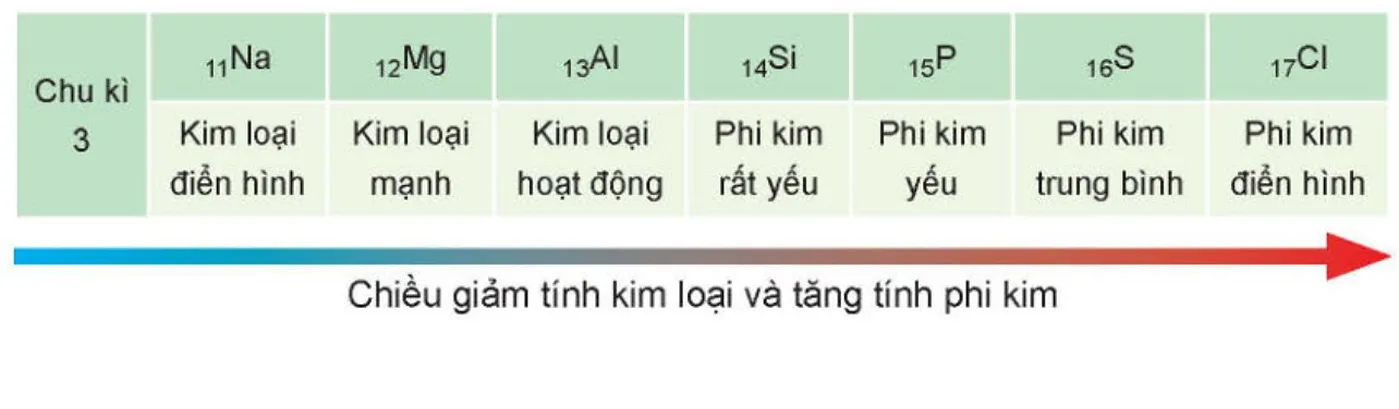 Chu kì
3
11Na
12Mg
13Al
14Si
15P
16S
17Cl
Kim loại
điển hình
Kim loại
mạnh
Kim loại
hoạt động
Phi kim
rất yếu
Phi kim
yếu
Phi kim
trung bình
Phi kim
điển hình
Chiều giảm tính kim loại và tăng tính phi kim